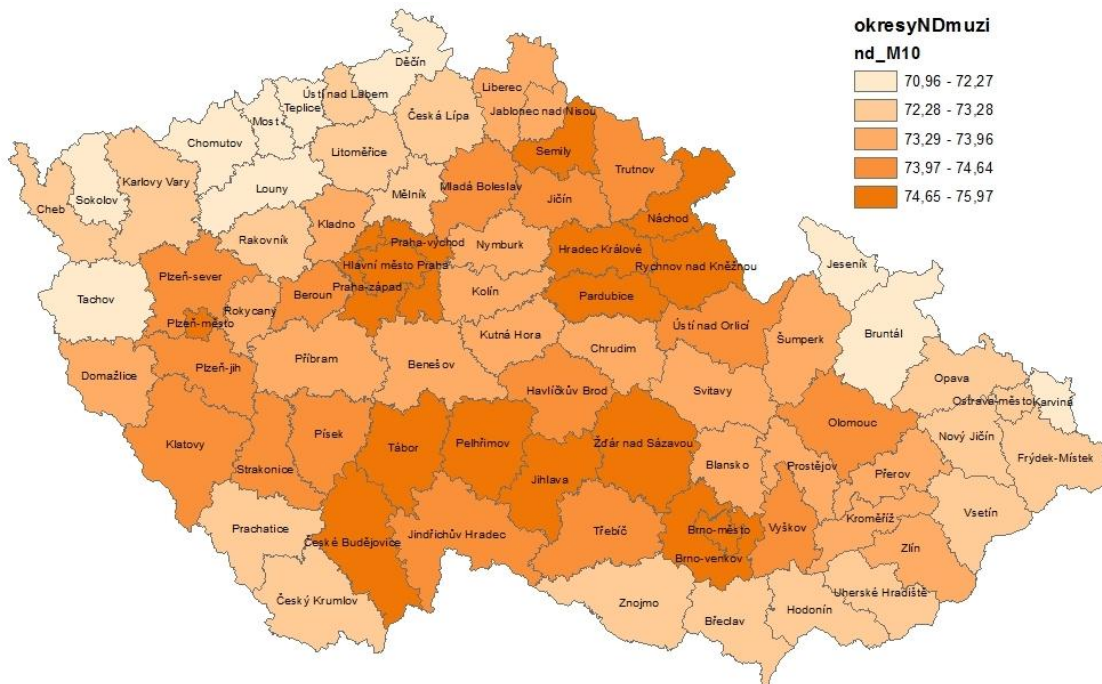 okresyNDmuzi
nd_M10
70,96 - 72,27
72,28 - 73,28
73,29 - 73,96
73,97 - 74,64
74,65 - 75,97
Děčín
Liberec
Ústí nad Labem
Teplice
Jablonec nad Nisou
Most
Česká Lípa
Chomutov
Semily
Litoměřice
Trutnov
Karlovy Vary
Louny
Mladá Boleslav
Cheb
Sokolov
Mělník
Jičín
Náchod
Kladno
Rakovník
Praha-východ
Nymburk
Hradec Králové
Jeseník
Hlavní město Praha
Rychnov nad Kněžnou
Plzeň-sever
Praha-západ
Kolín
Beroun
Tachov
Rokycany
Pardubice
Plzeň-město
Ústí nad Orlicí
Bruntál
Kutná Hora
Šumperk
Chrudim
Příbram
Benešov
Plzeň-jih
Domažlice
Opava
Svitavy
Havlíčkův Brod
Ostrava-město
Karviná
Olomouc
Nový Jičín
Písek
Klatovy
Tábor
Pelhřimov
Žďár nad Sázavou
Frýdek-Místek
Strakonice
Blansko
Prostějov
Přerov
Jihlava
Vsetín
Kroměříž
Prachatice
Brno-město
Vyškov
Jindřichův Hradec
Třebíč
České Budějovice
Zlín
Brno-venkov
Uherské Hradiště
Český Krumlov
Znojmo
Hodonín
Břeclav